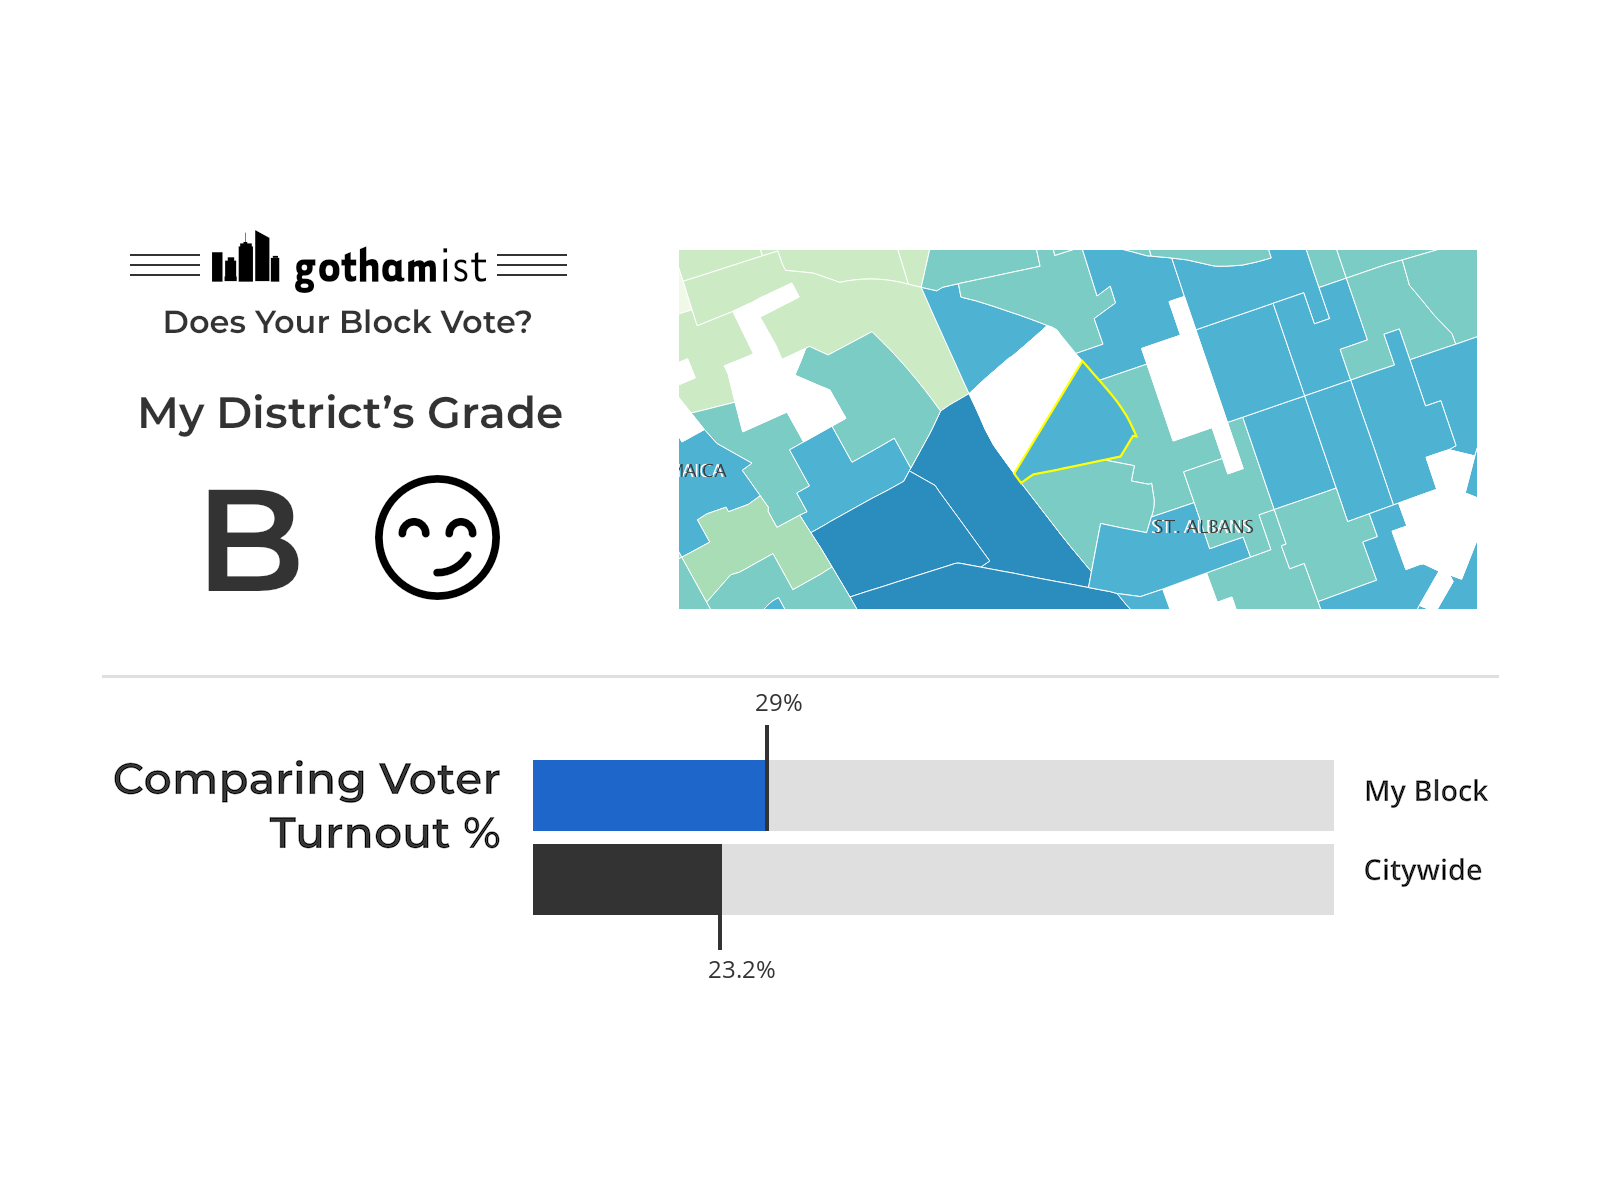 gothamist
Does Your Block Vote?
My District’s Grade
B
MAICA
ST. ALBANS
29%
Comparing Voter
Turnout %
My Block
Citywide
23.2%